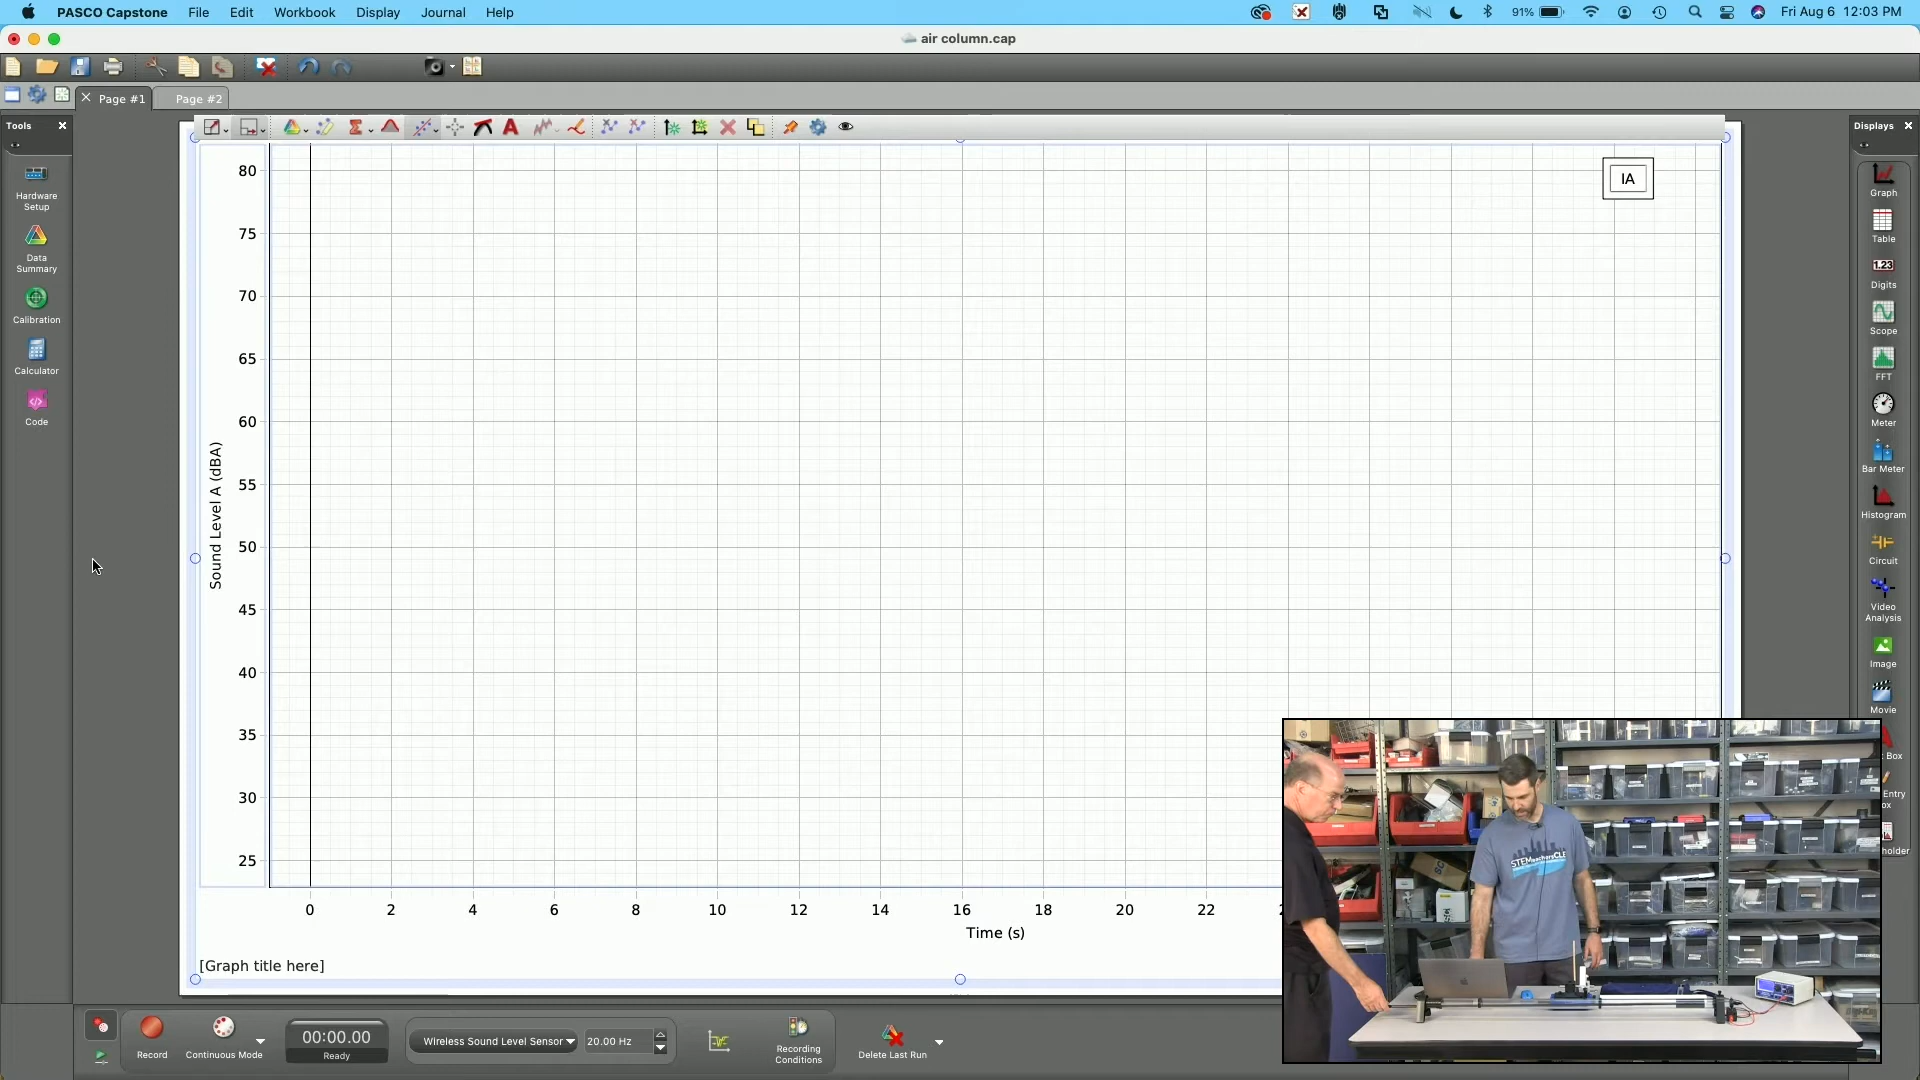 PASCO Capstone File Edit Workbook Display Journal Help
91% Fri Aug 6 12:03 PM
air column.cap
Page #1 Page #2
Tools
Hardware
Setup
Data
Summary
Calibration
Calculator
Code
IA
80
75
70
65
60
55
50
45
40
35
30
25
Sound Level A (dBA)
0 2 4 6 8 10 12 14 16 18 20 22
Time (s)
[Graph title here]
Displays
Graph
Table
1.23
Digits
Scope
FFT
Meter
Bar Meter
Histogram
Circuit
Video
Analysis
Image
Movie
Box
Entry
holder
STEMteachersCLE
Record
Continuous Mode
00:00.00
Ready
Wireless Sound Level Sensor
20.00 Hz
Recording
Conditions
Delete Last Run